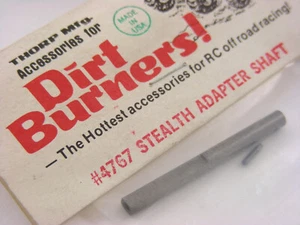 THORP Mfg.
Accessories for
MADE IN
USA
Dirt
Burners!
— The Hottest accessories for RC off road racing!
#4767 STEALTH ADAPTER SHAFT